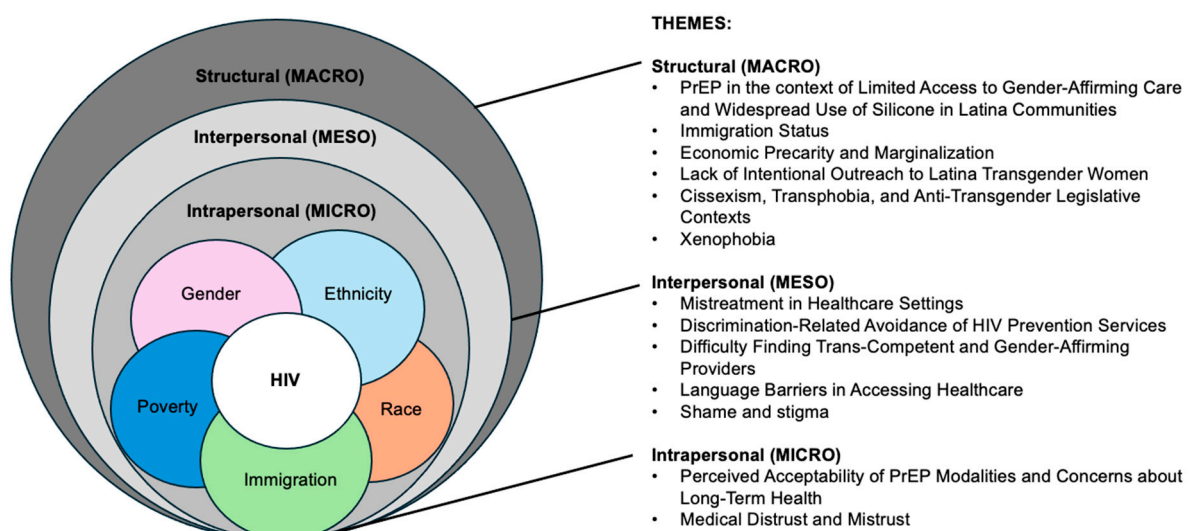 Structural (MACRO)
Interpersonal (MESO)
Intrapersonal (MICRO)
Gender
Ethnicity
HIV
Poverty
Race
Immigration
THEMES:
Structural (MACRO)
• PrEP in the context of Limited Access to Gender-Affirming Care
and Widespread Use of Silicone in Latina Communities
• Immigration Status
• Economic Precarity and Marginalization
• Lack of Intentional Outreach to Latina Transgender Women
• Cissexism, Transphobia, and Anti-Transgender Legislative
Contexts
• Xenophobia
Interpersonal (MESO)
• Mistreatment in Healthcare Settings
• Discrimination-Related Avoidance of HIV Prevention Services
• Difficulty Finding Trans-Competent and Gender-Affirming
Providers
• Language Barriers in Accessing Healthcare
• Shame and stigma
Intrapersonal (MICRO)
• Perceived Acceptability of PrEP Modalities and Concerns about
Long-Term Health
• Medical Distrust and Mistrust